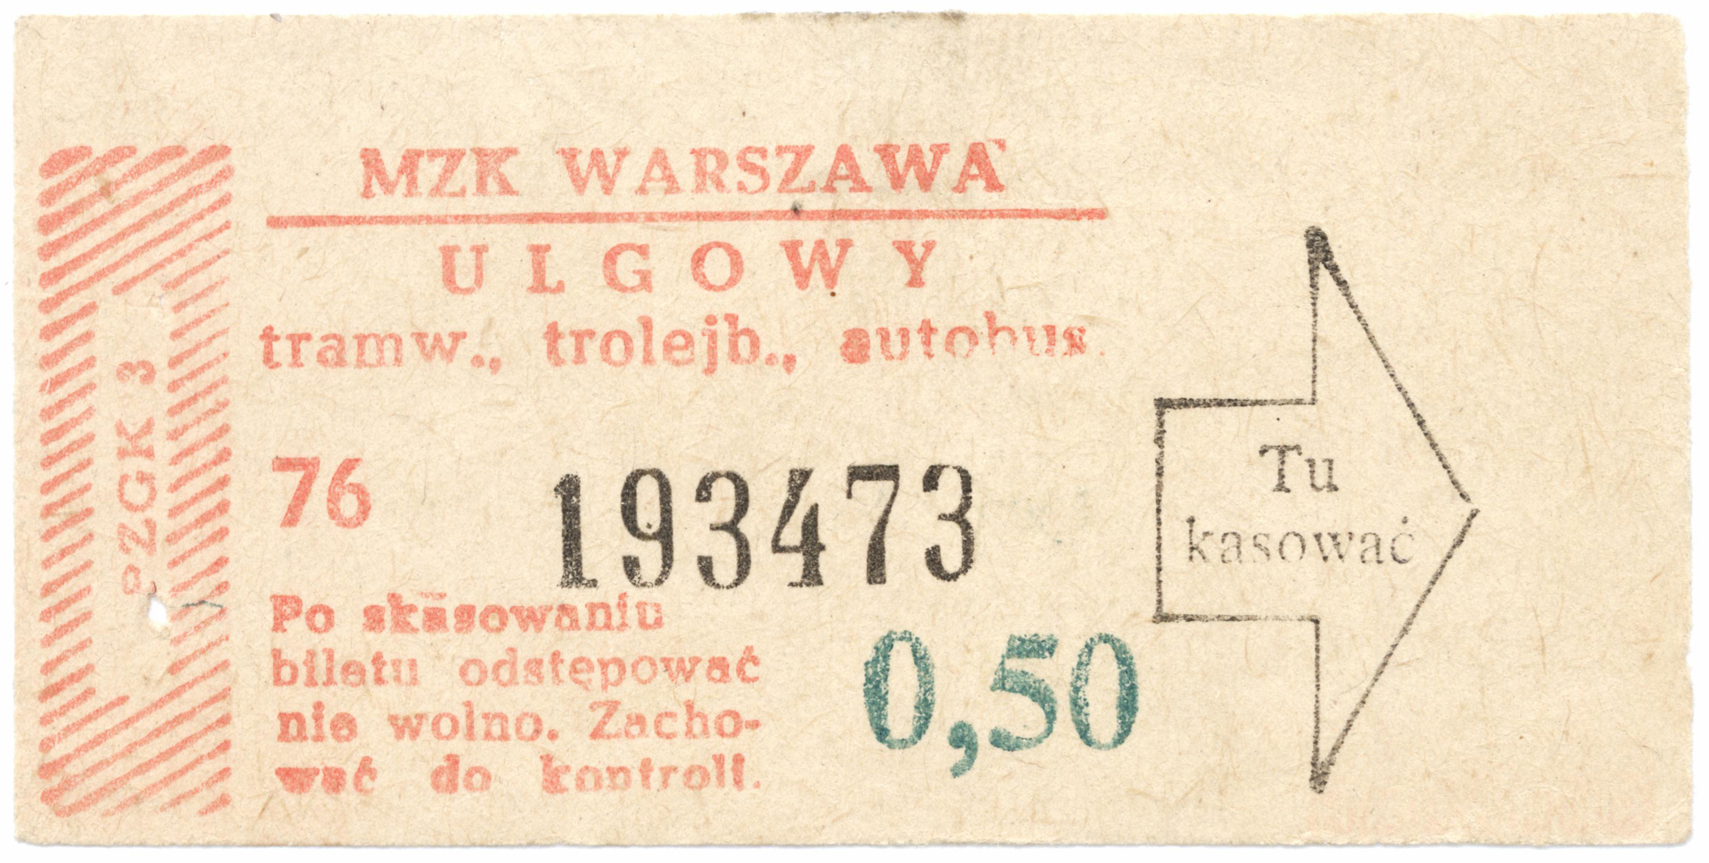 MZK WARSZAWA
ULGOWY
tramw., trolejb., autobus.
PZGK 3
76
193473
Tu
kasować
Po skasowaniu
biletu odstępować
nie wolno. Zacho-
wać do kontroli.
0,50